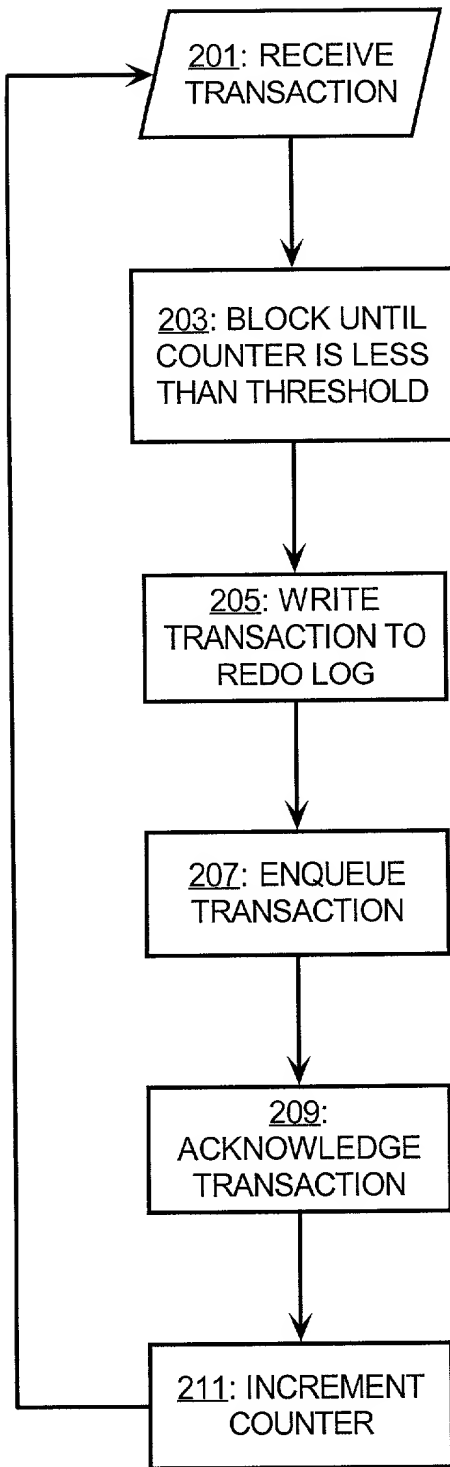 201: RECEIVE
TRANSACTION
203: BLOCK UNTIL
COUNTER IS LESS
THAN THRESHOLD
205: WRITE
TRANSACTION TO
REDO LOG
207: ENQUEUE
TRANSACTION
209:
ACKNOWLEDGE
TRANSACTION
211: INCREMENT
COUNTER